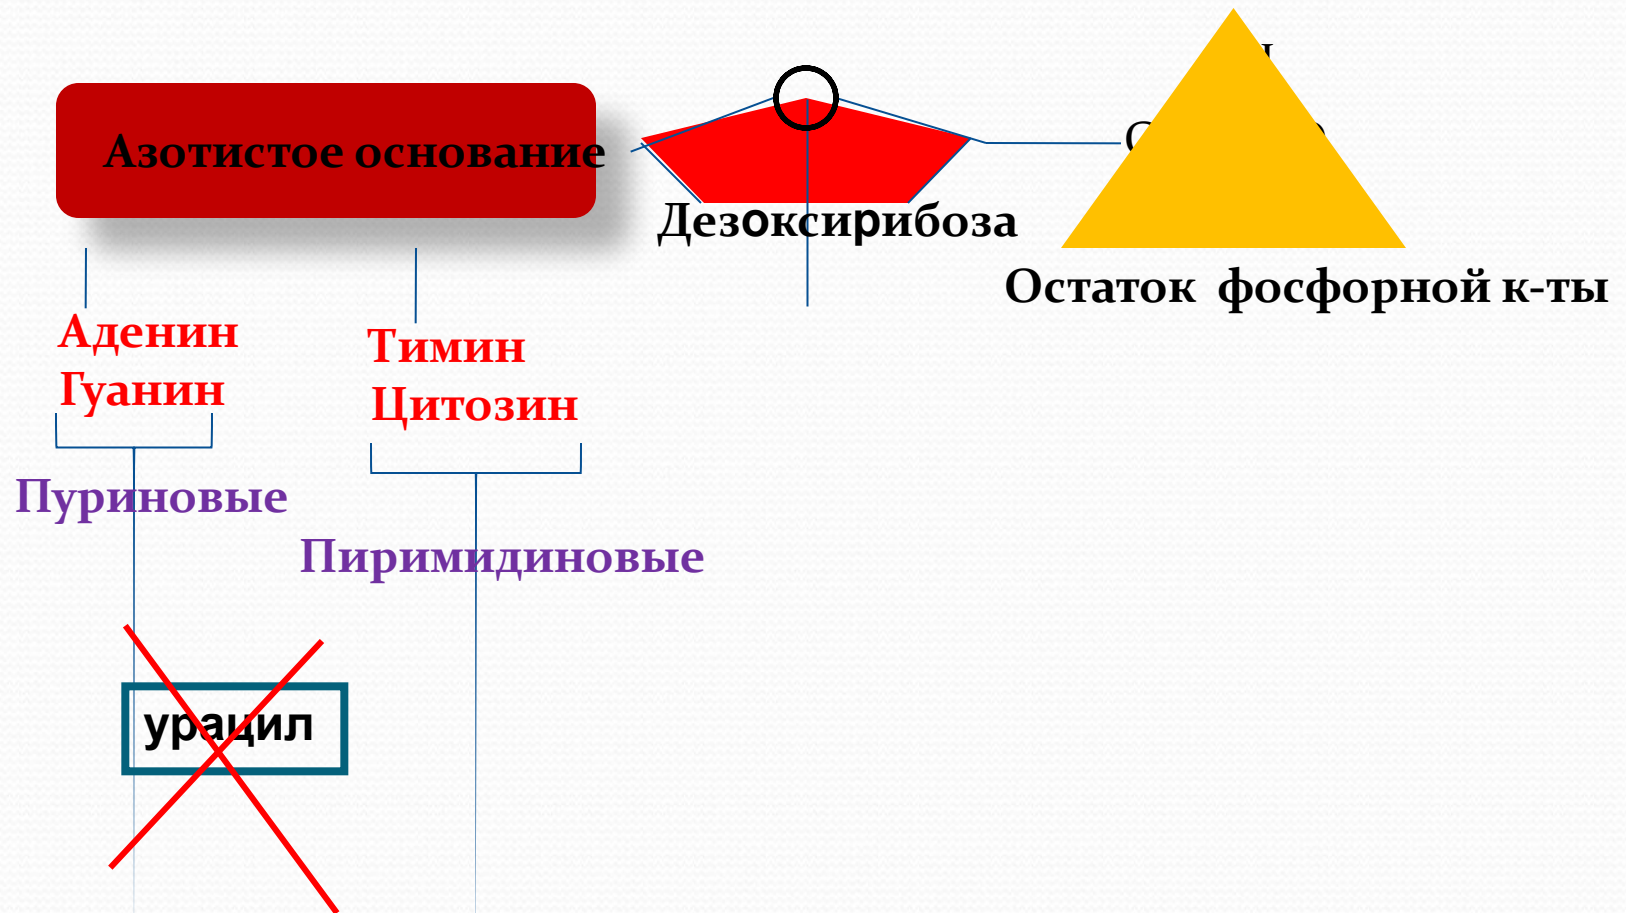 Азотистое основание
Дезоксирибоза
Остаток фосфорной к-ты
Аденин
Гуанин
Тимин
Цитозин
Пуриновые
Пиримидиновые
урацил